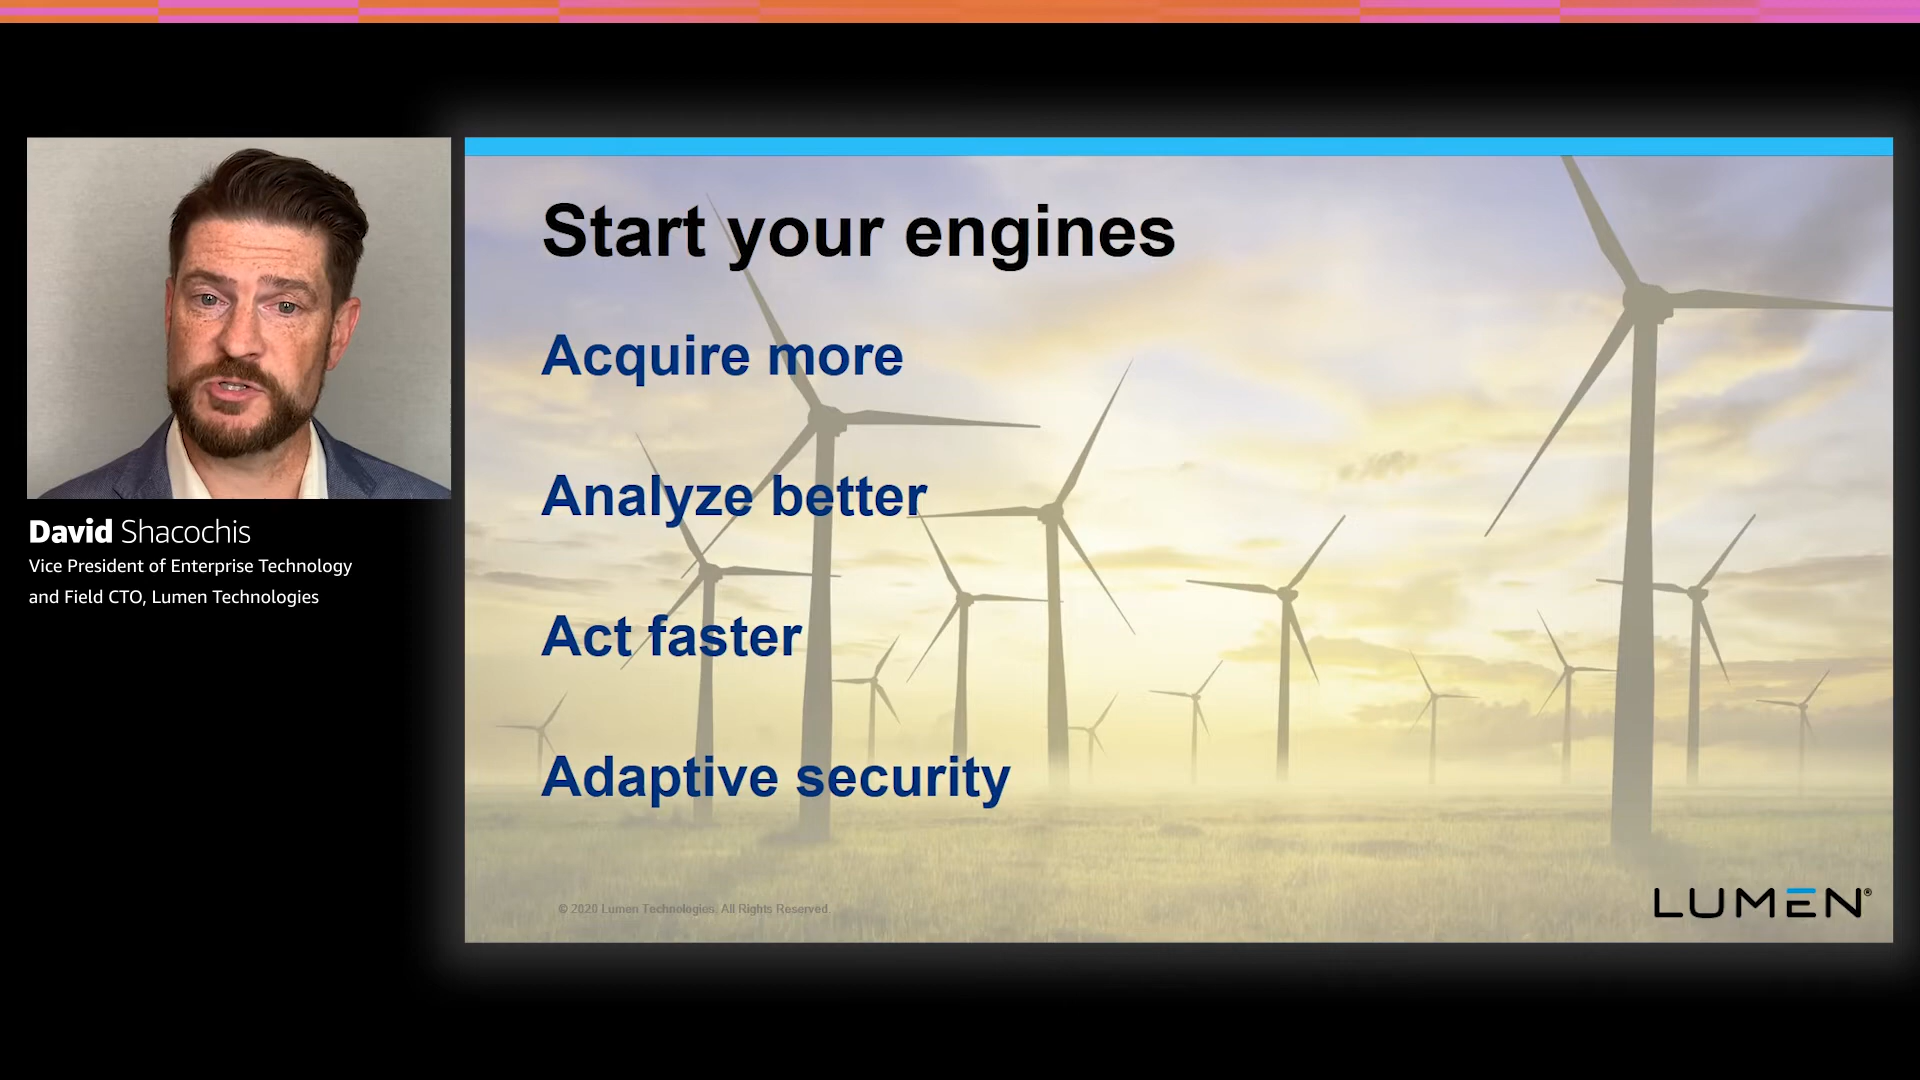 David Shacochis
Vice President of Enterprise Technology
and Field CTO, Lumen Technologies
Start your engines
Acquire more
Analyze better
Act faster
Adaptive security
© 2020 Lumen Technologies. All Rights Reserved.
LUMEN®